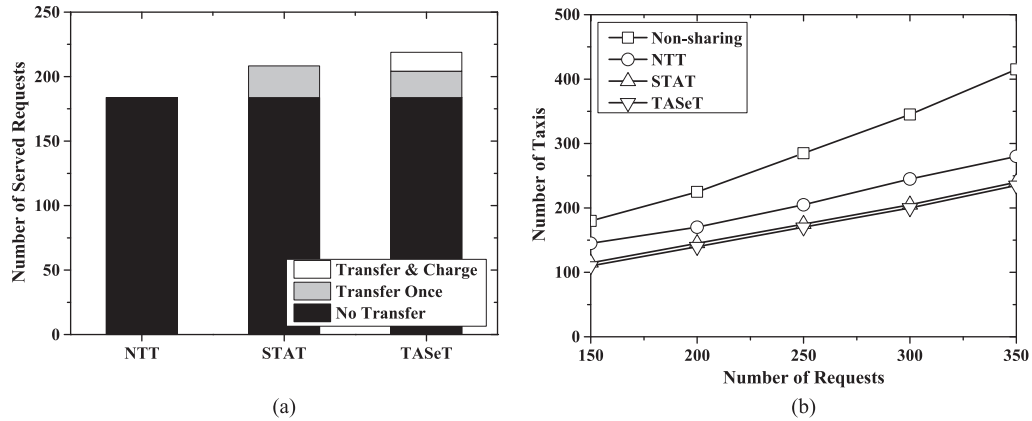 250
200
150
100
50
0
Number of Served Requests
Transfer & Charge
Transfer Once
No Transfer
NTT
STAT
TASeT
(a)
500
400
300
200
100
0
Number of Taxis
Non-sharing
NTT
STAT
TASeT
150
200
250
300
350
Number of Requests
(b)